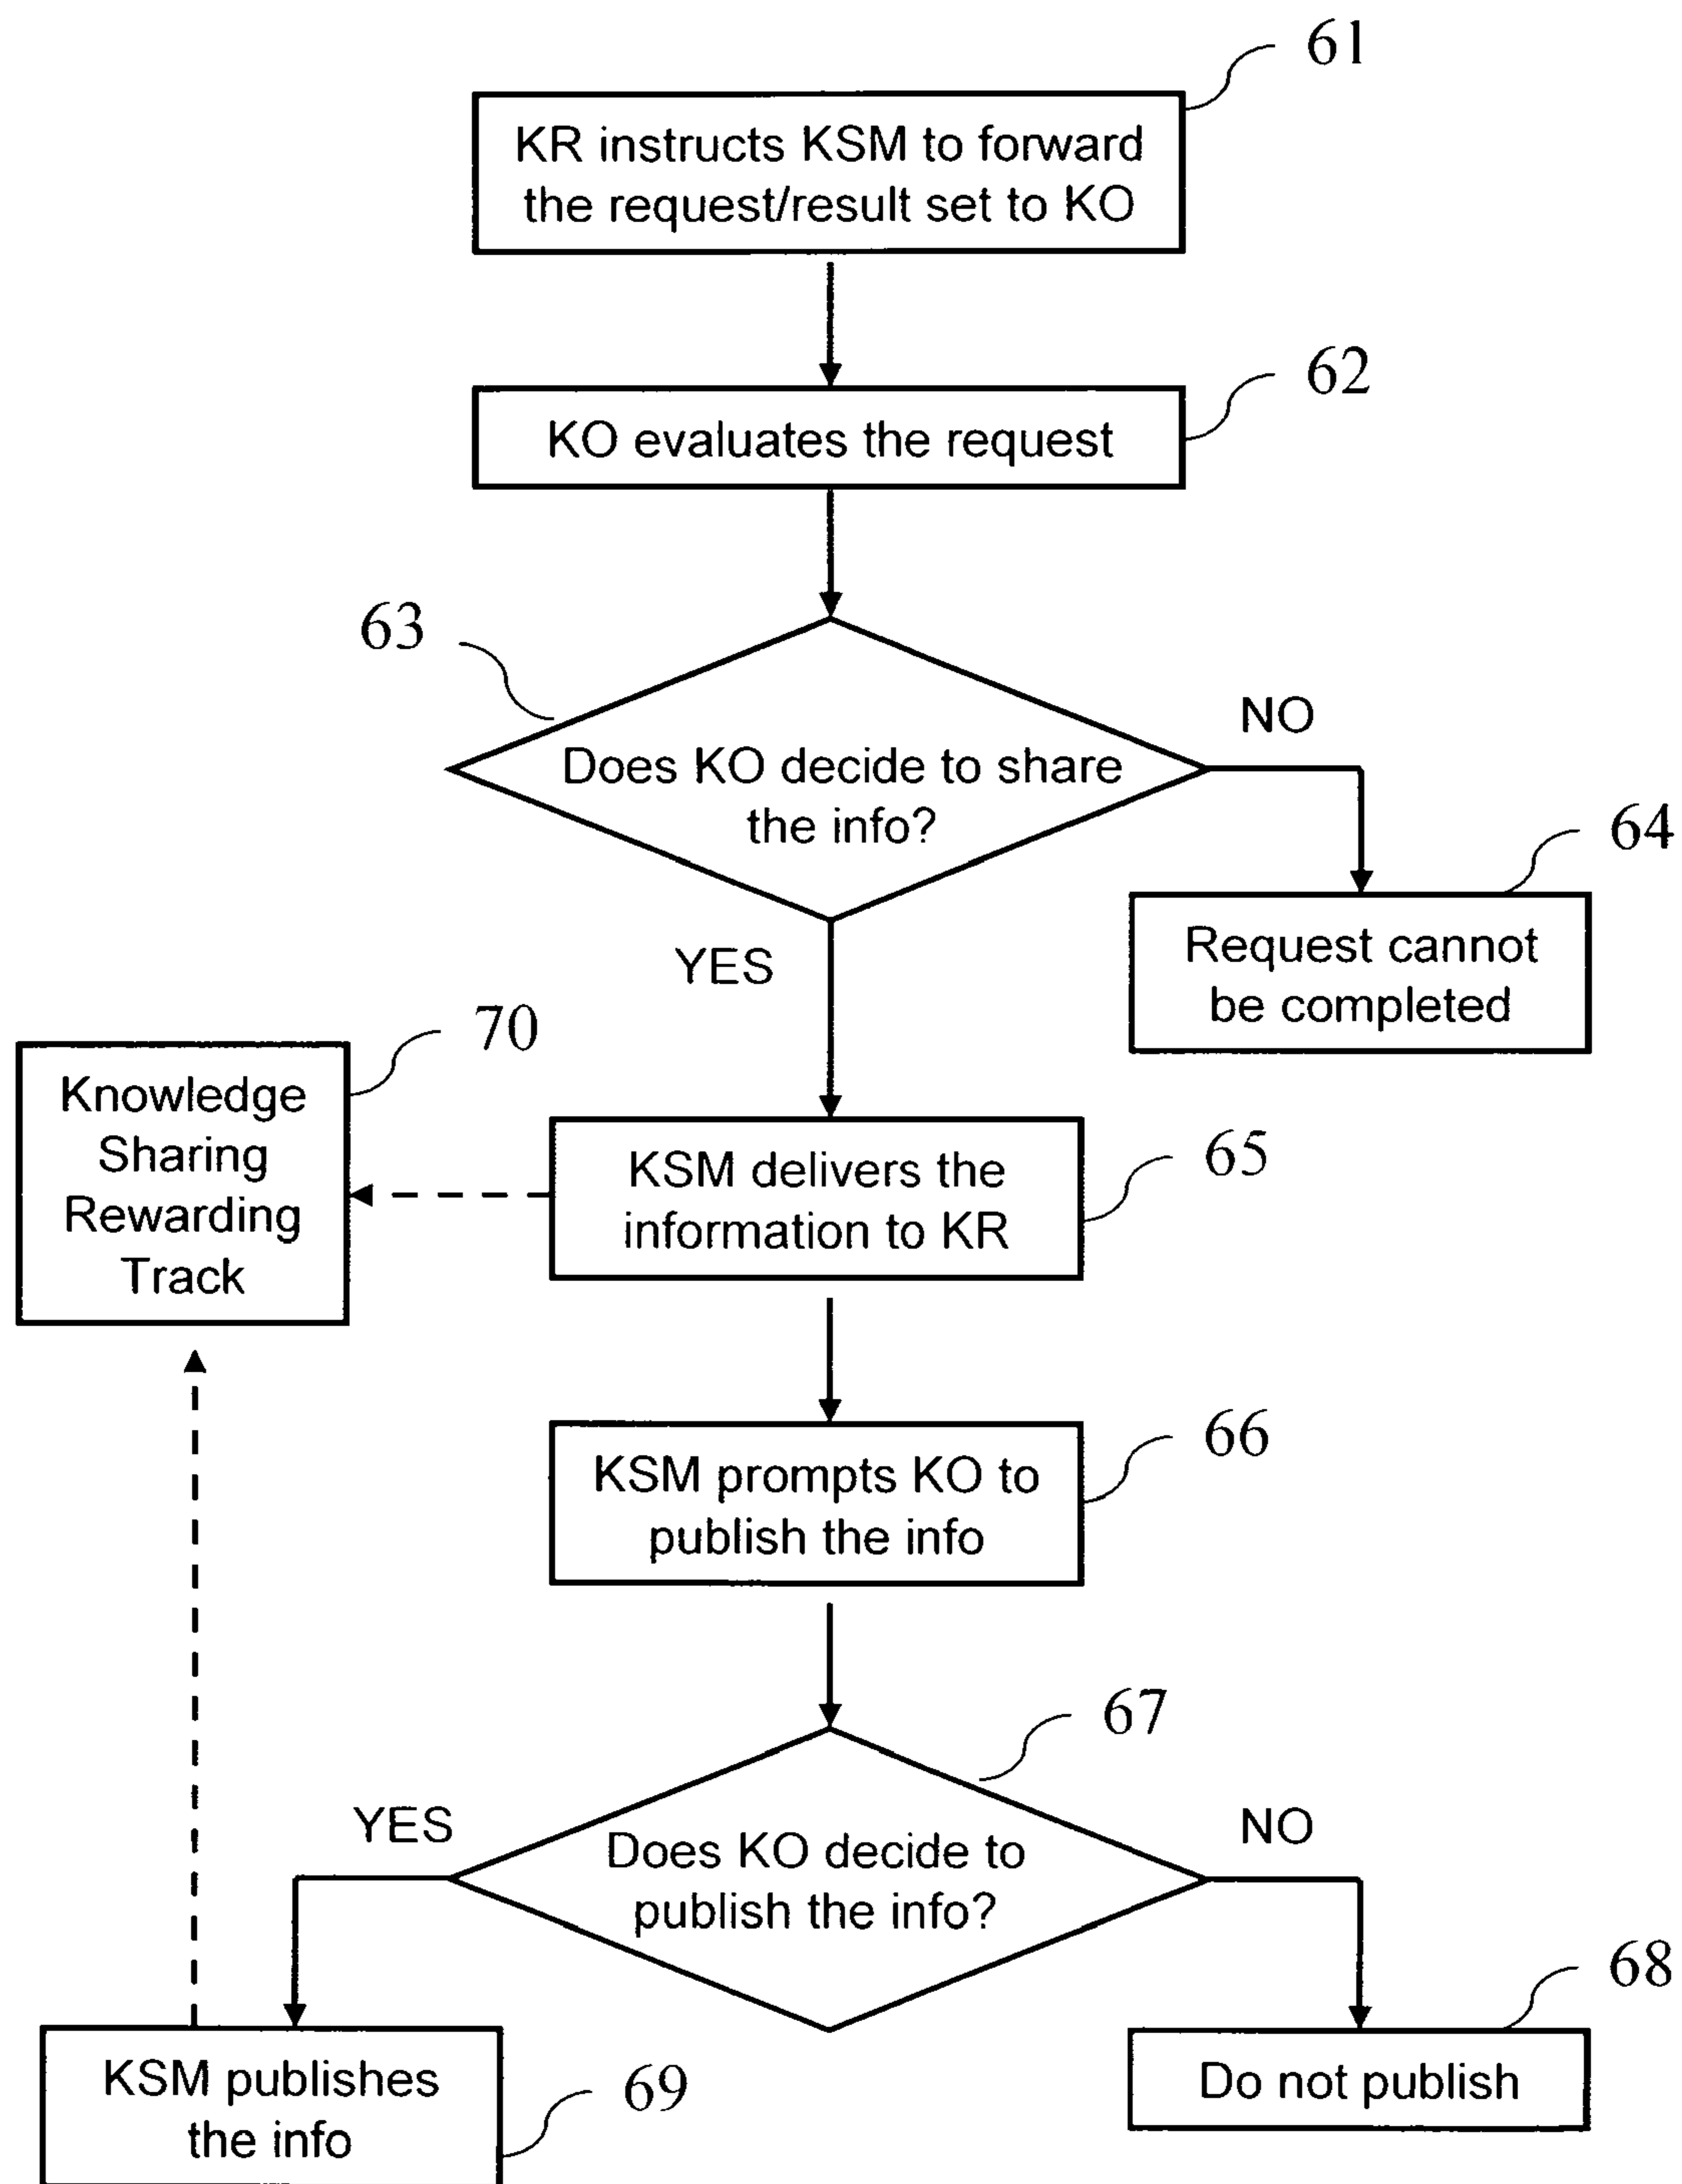 61
KR instructs KSM to forward
the request/result set to KO
62
KO evaluates the request
63
Does KO decide to share
the info?
NO
64
Request cannot
be completed
YES
70
Knowledge
Sharing
Rewarding
Track
65
KSM delivers the
information to KR
66
KSM prompts KO to
publish the info
67
YES
Does KO decide to
publish the info?
NO
68
Do not publish
69
KSM publishes
the info